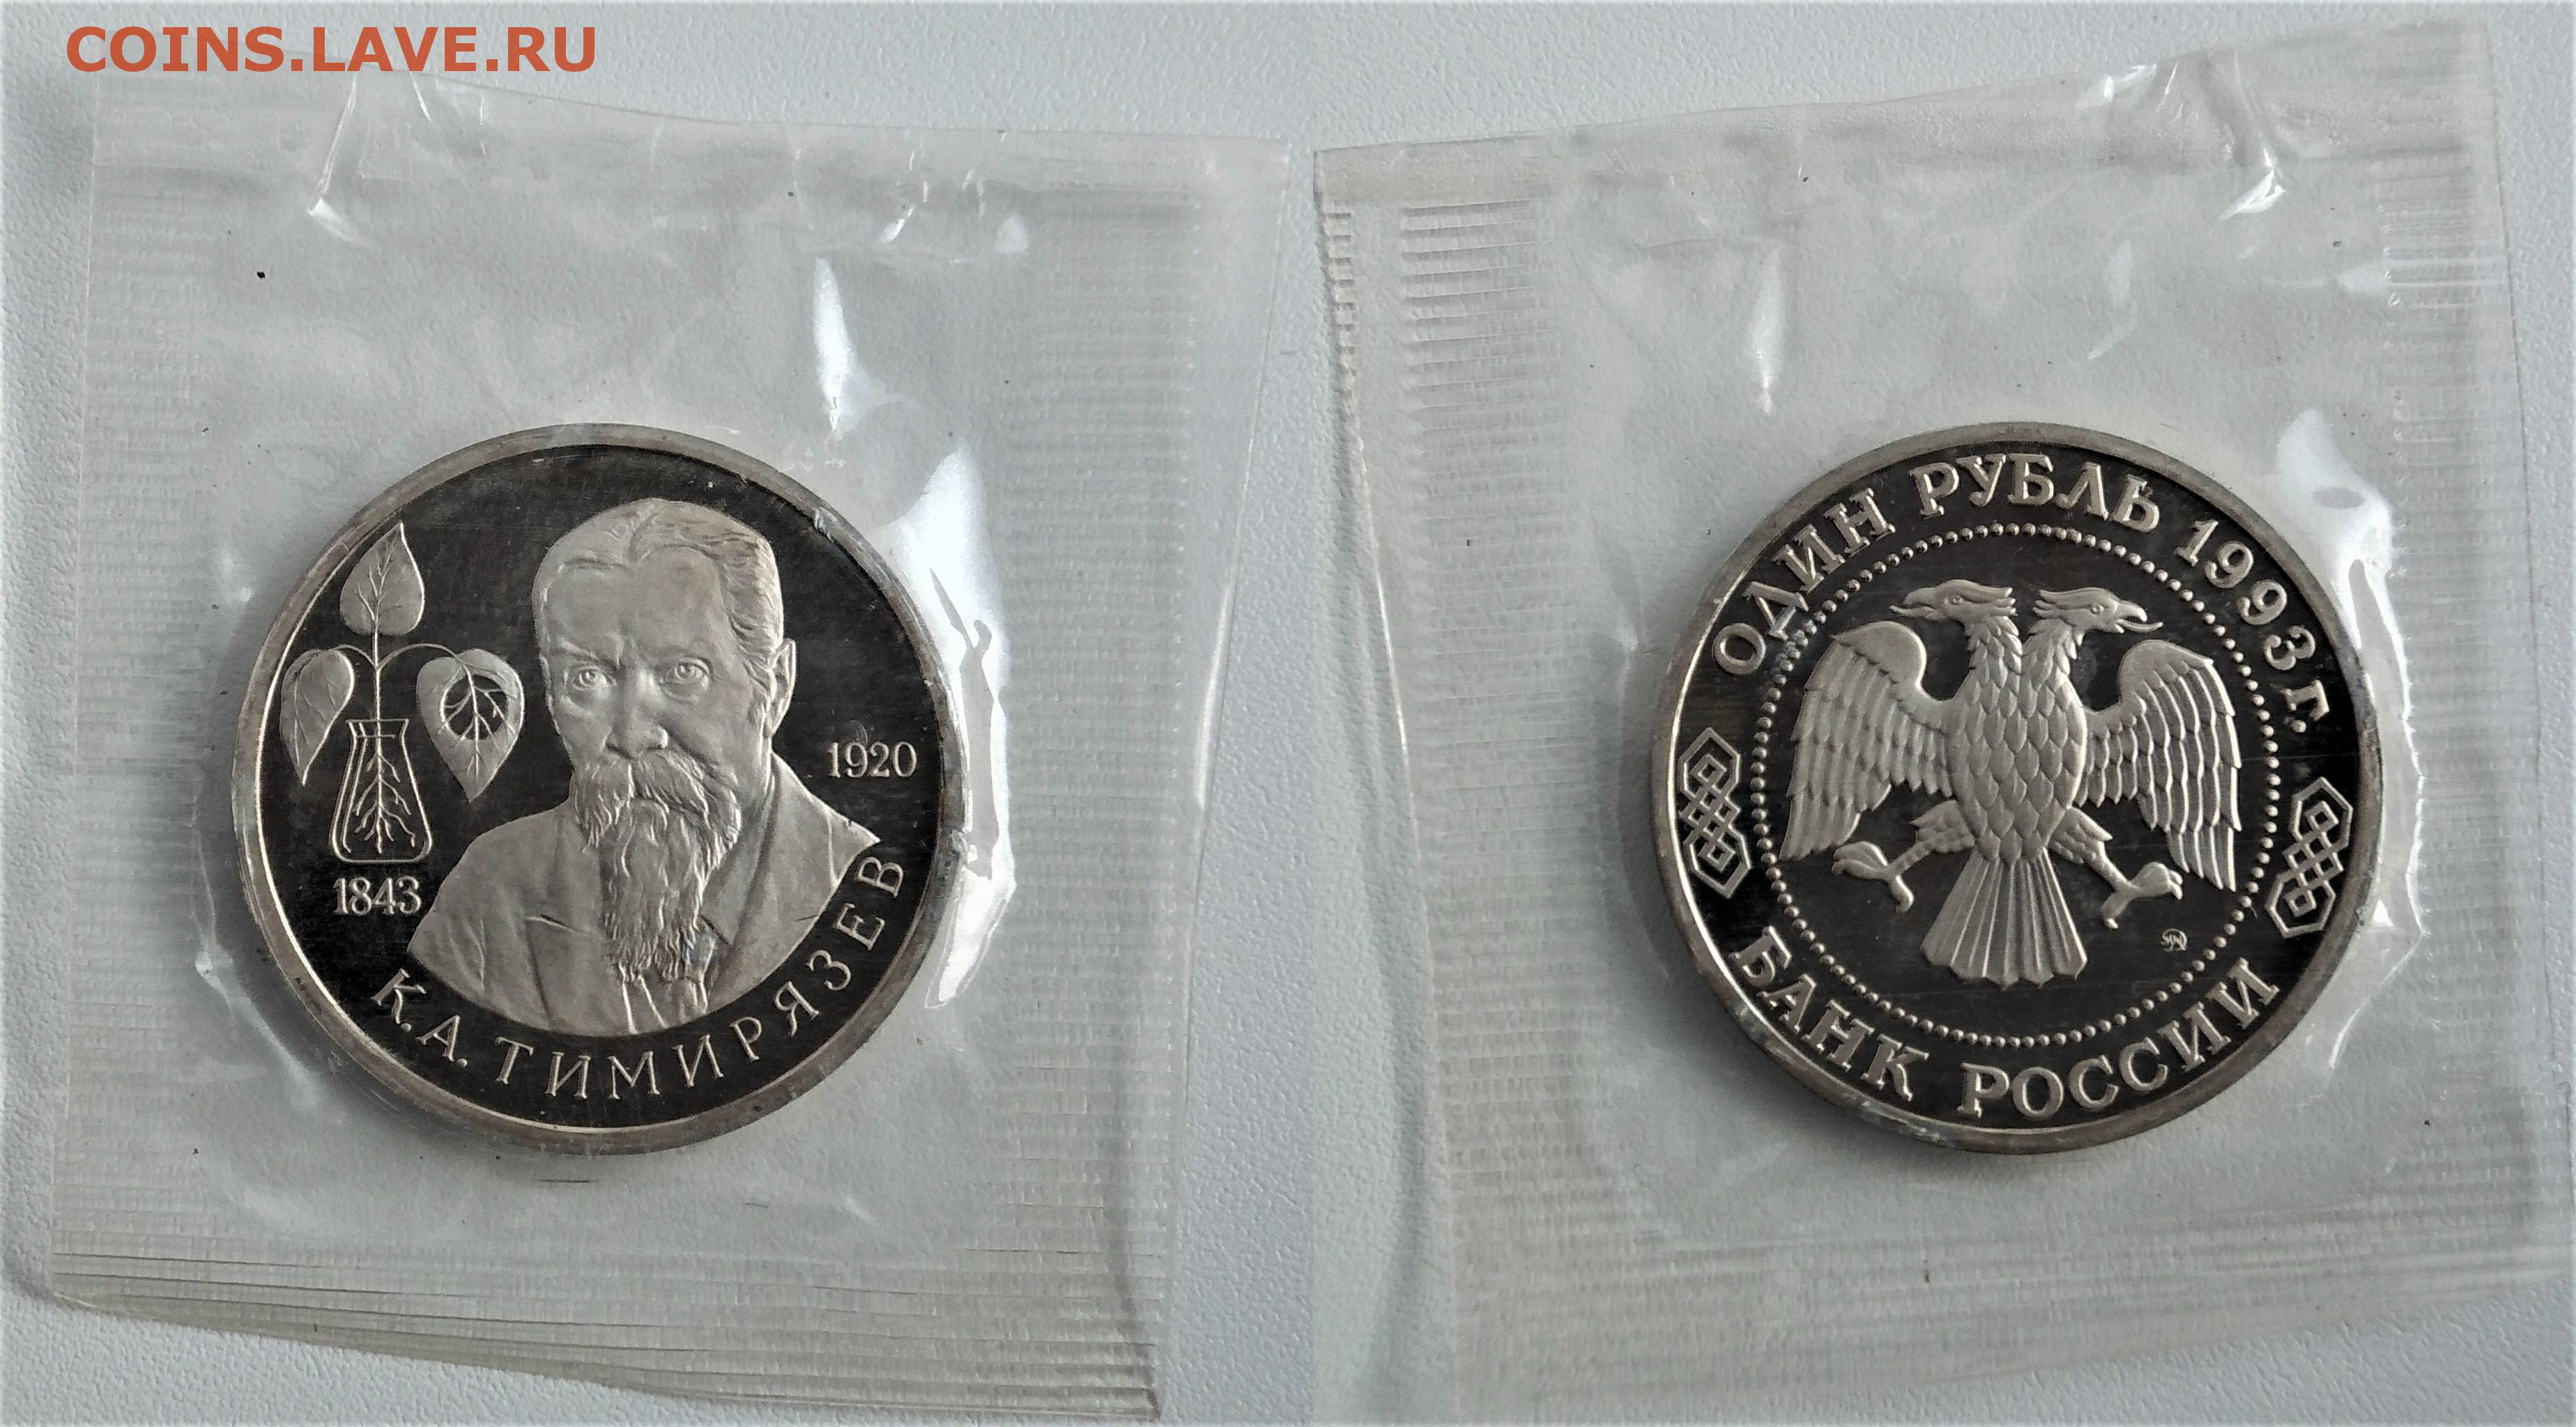 COINS.LAVE.RU
1920
1843
К.А.ТИМИРЯЗЕВ
ОДИН РУБЛЬ 1993 г.
БАНК РОССИИ